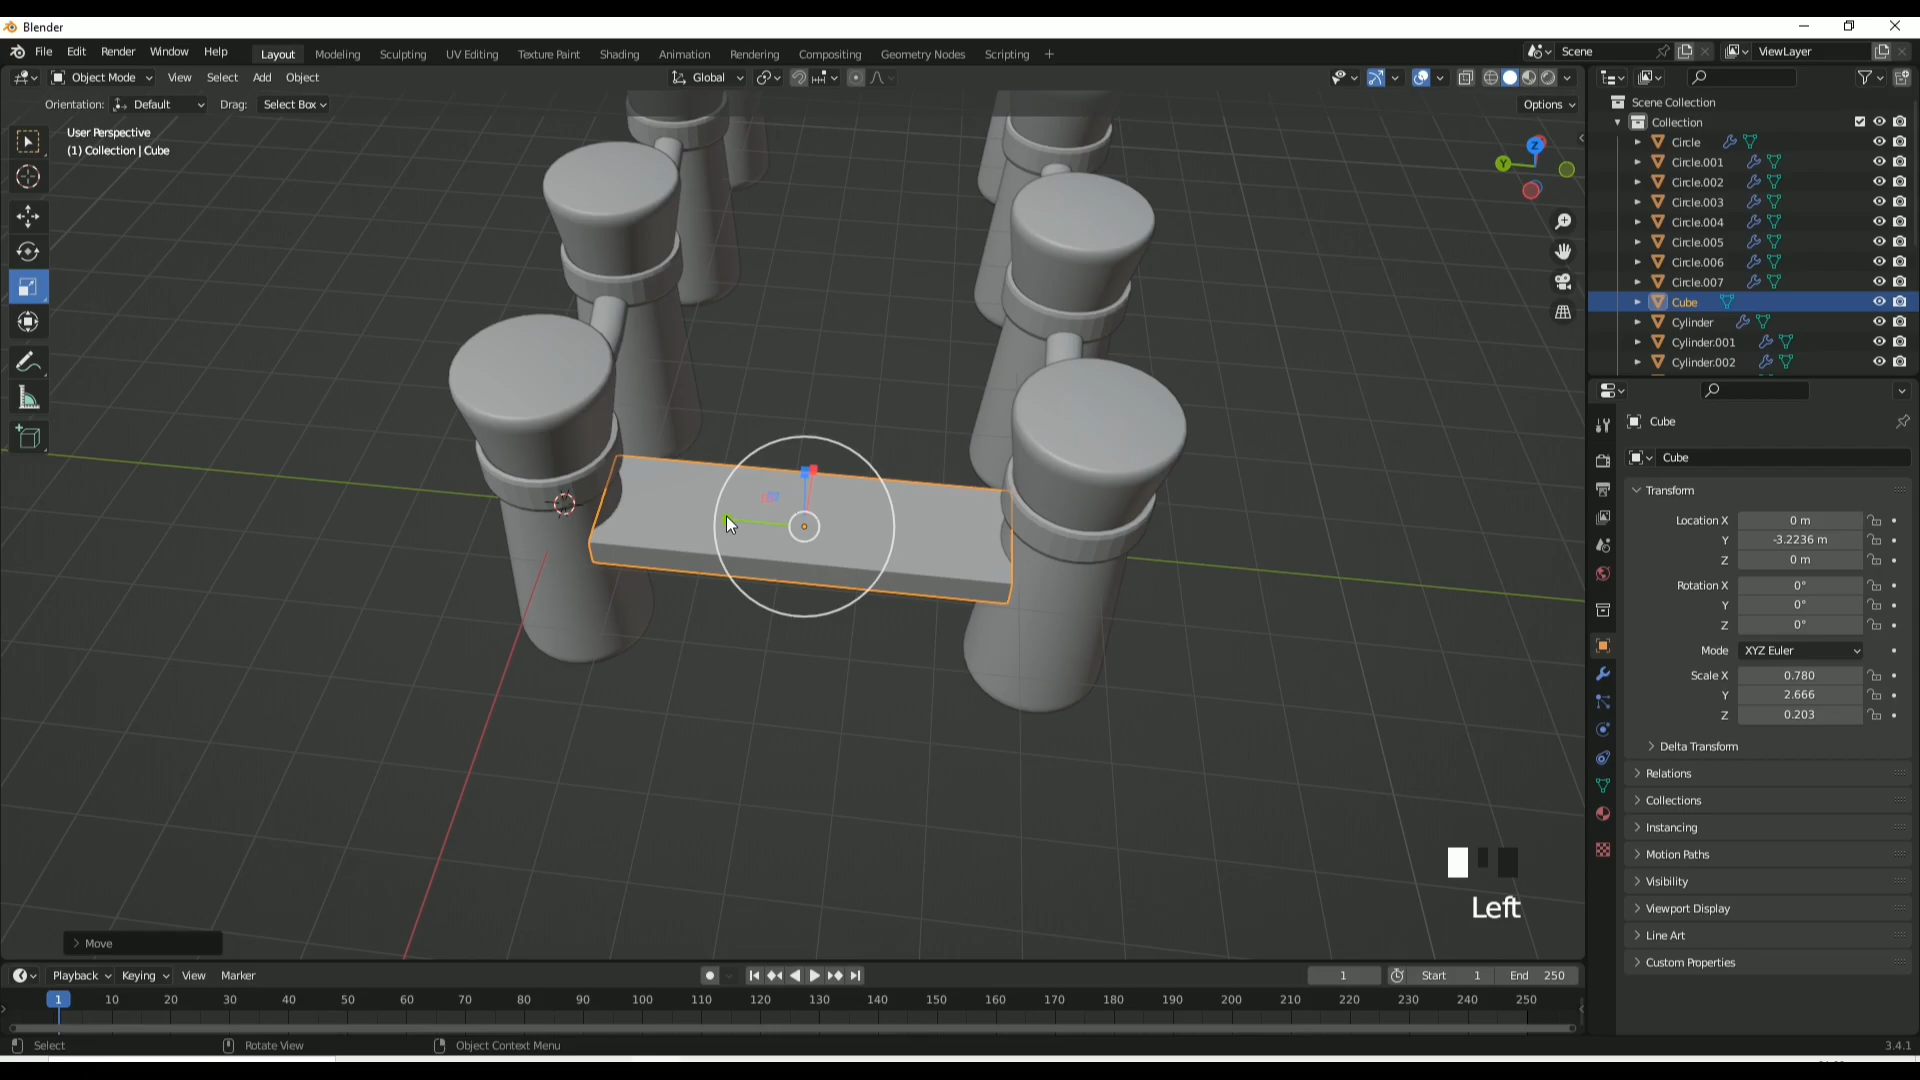 Blender
File Edit Render Window Help Layout Modeling Sculpting UV Editing Texture Paint Shading Animation Rendering Compositing Geometry Nodes Scripting + Scene ViewLayer
Object Mode View Select Add Object Global
Orientation: Default Drag: Select Box Options
User Perspective
(1) Collection | Cube
Z
Y
Scene Collection
Collection
Circle
Circle.001
Circle.002
Circle.003
Circle.004
Circle.005
Circle.006
Circle.007
Cube
Cylinder
Cylinder.001
Cylinder.002
Cube
Cube
Transform
Location X 0 m
Y -3.2236 m
Z 0 m
Rotation X 0°
Y 0°
Z 0°
Mode XYZ Euler
Scale X 0.780
Y 2.666
Z 0.203
Delta Transform
Relations
Collections
Instancing
Motion Paths
Visibility
Viewport Display
Line Art
Custom Properties
Left
Move
Playback Keying View Marker 1 Start 1 End 250
1 10 20 30 40 50 60 70 80 90 100 110 120 130 140 150 160 170 180 190 200 210 220 230 240 250
Select Rotate View Object Context Menu 3.4.1